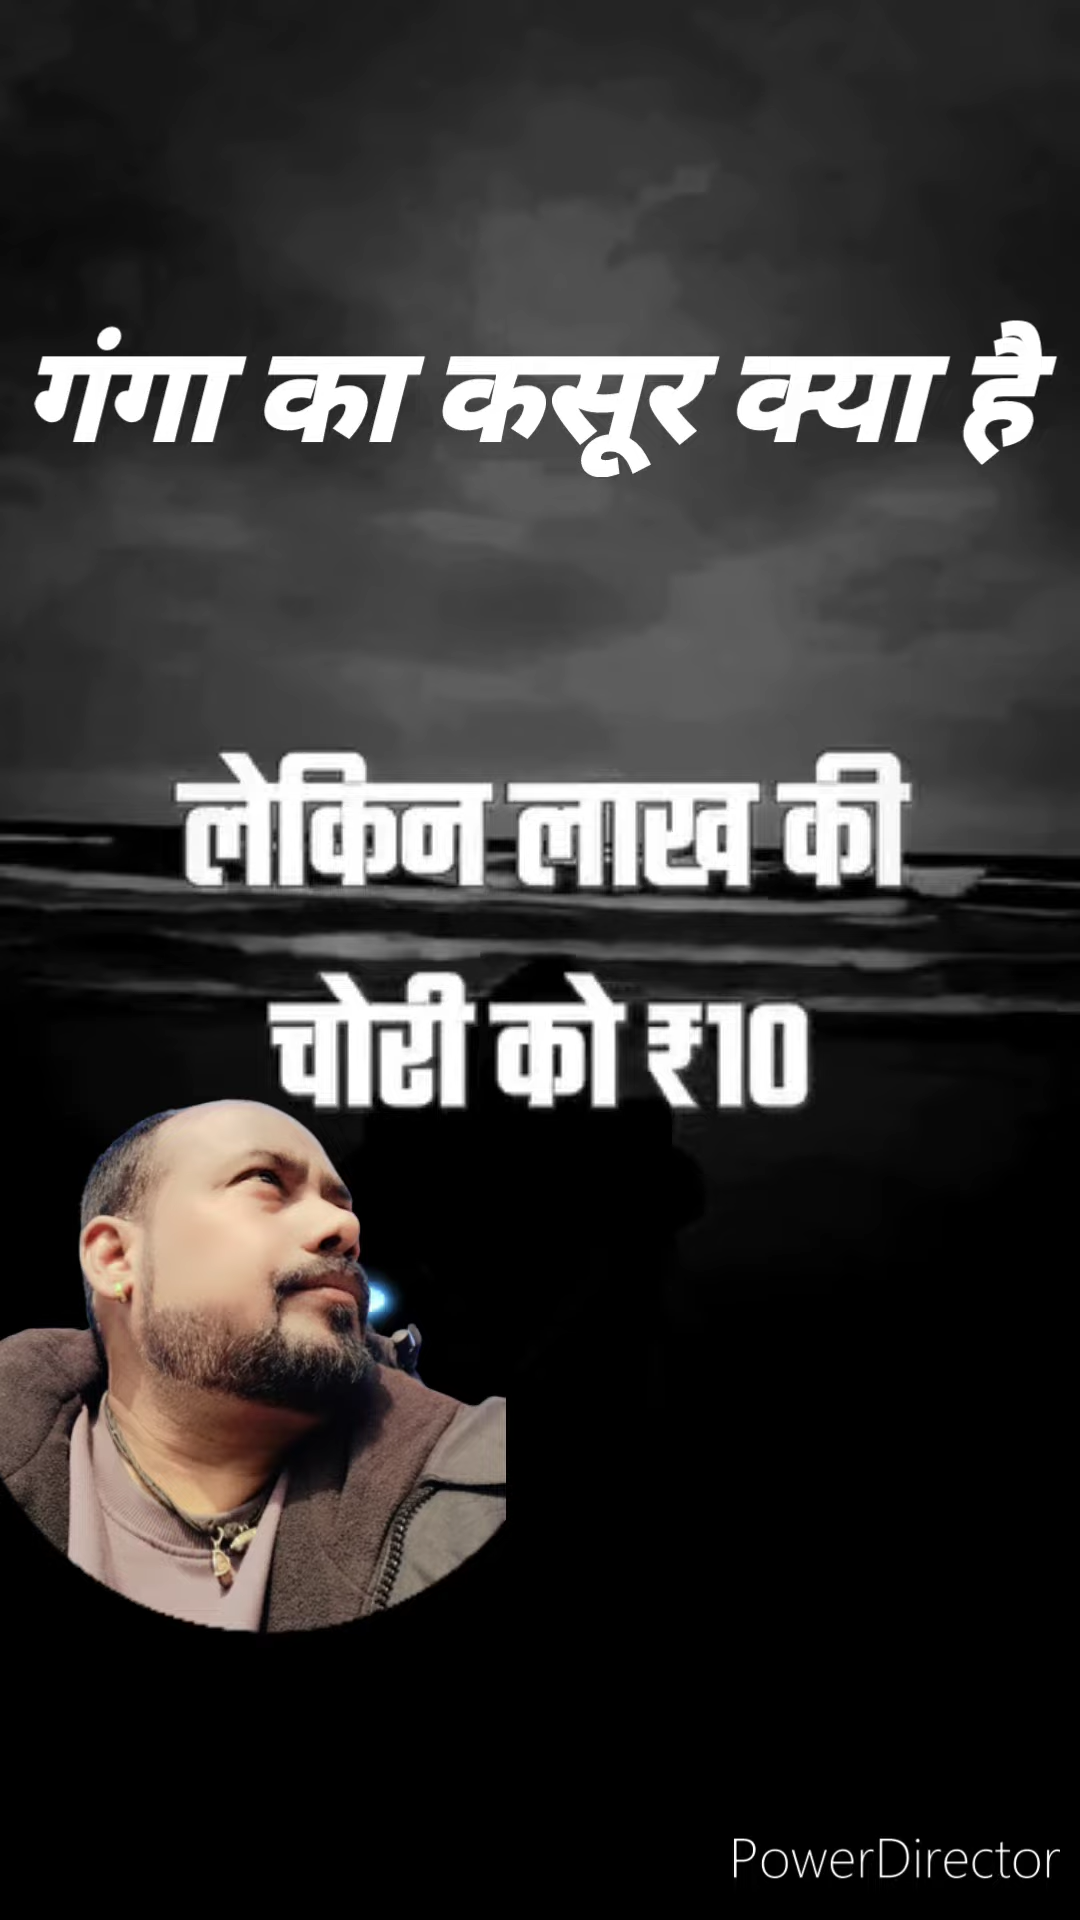 गंगा का कसूर क्या है
लेकिन लाख की
चोरी को ₹10
PowerDirector